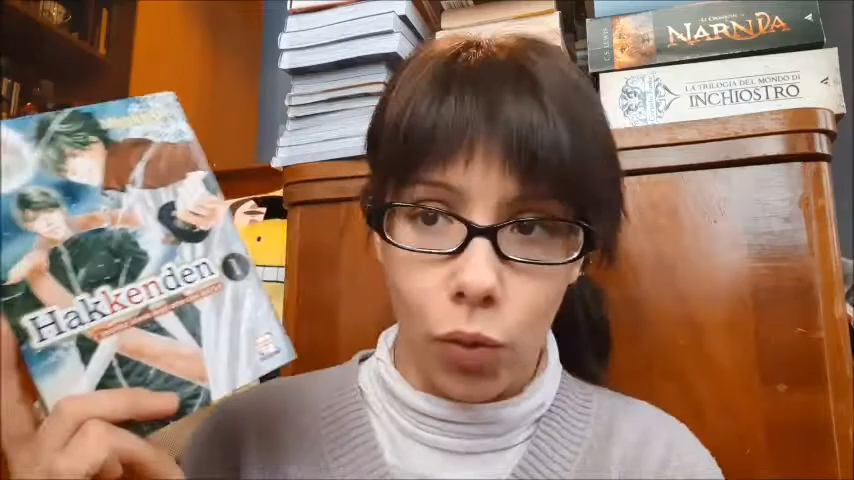 Hakkenden
1
C.S. LEWIS
LE CRONACHE DI
NARNIA
LA TRILOGIA DEL MONDO DI
INCHIOSTRO